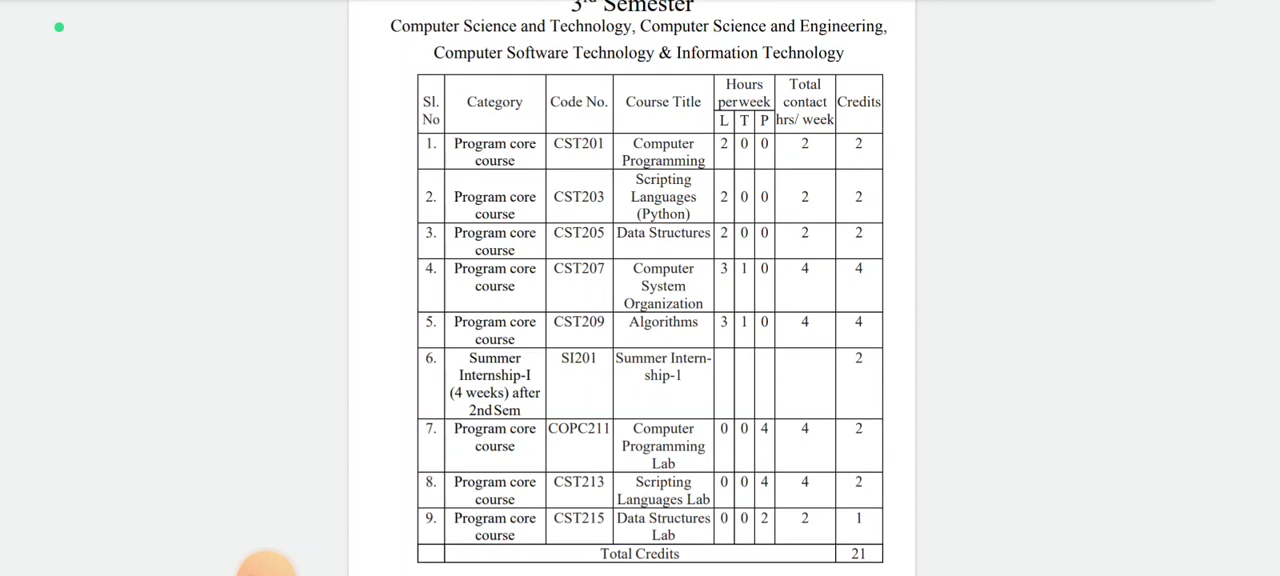 3rd Semester
Computer Science and Technology, Computer Science and Engineering,
Computer Software Technology & Information Technology
Sl. No | Category | Code No. | Course Title | Hours per week L T P | Total contact hrs/ week | Credits
1. | Program core course | CST201 | Computer Programming | 2 | 0 | 0 | 2 | 2
2. | Program core course | CST203 | Scripting Languages (Python) | 2 | 0 | 0 | 2 | 2
3. | Program core course | CST205 | Data Structures | 2 | 0 | 0 | 2 | 2
4. | Program core course | CST207 | Computer System Organization | 3 | 1 | 0 | 4 | 4
5. | Program core course | CST209 | Algorithms | 3 | 1 | 0 | 4 | 4
6. | Summer Internship-I (4 weeks) after 2nd Sem | SI201 | Summer Intern-ship-1 | | | | | 2
7. | Program core course | COPC211 | Computer Programming Lab | 0 | 0 | 4 | 4 | 2
8. | Program core course | CST213 | Scripting Languages Lab | 0 | 0 | 4 | 4 | 2
9. | Program core course | CST215 | Data Structures Lab | 0 | 0 | 2 | 2 | 1
Total Credits | 21